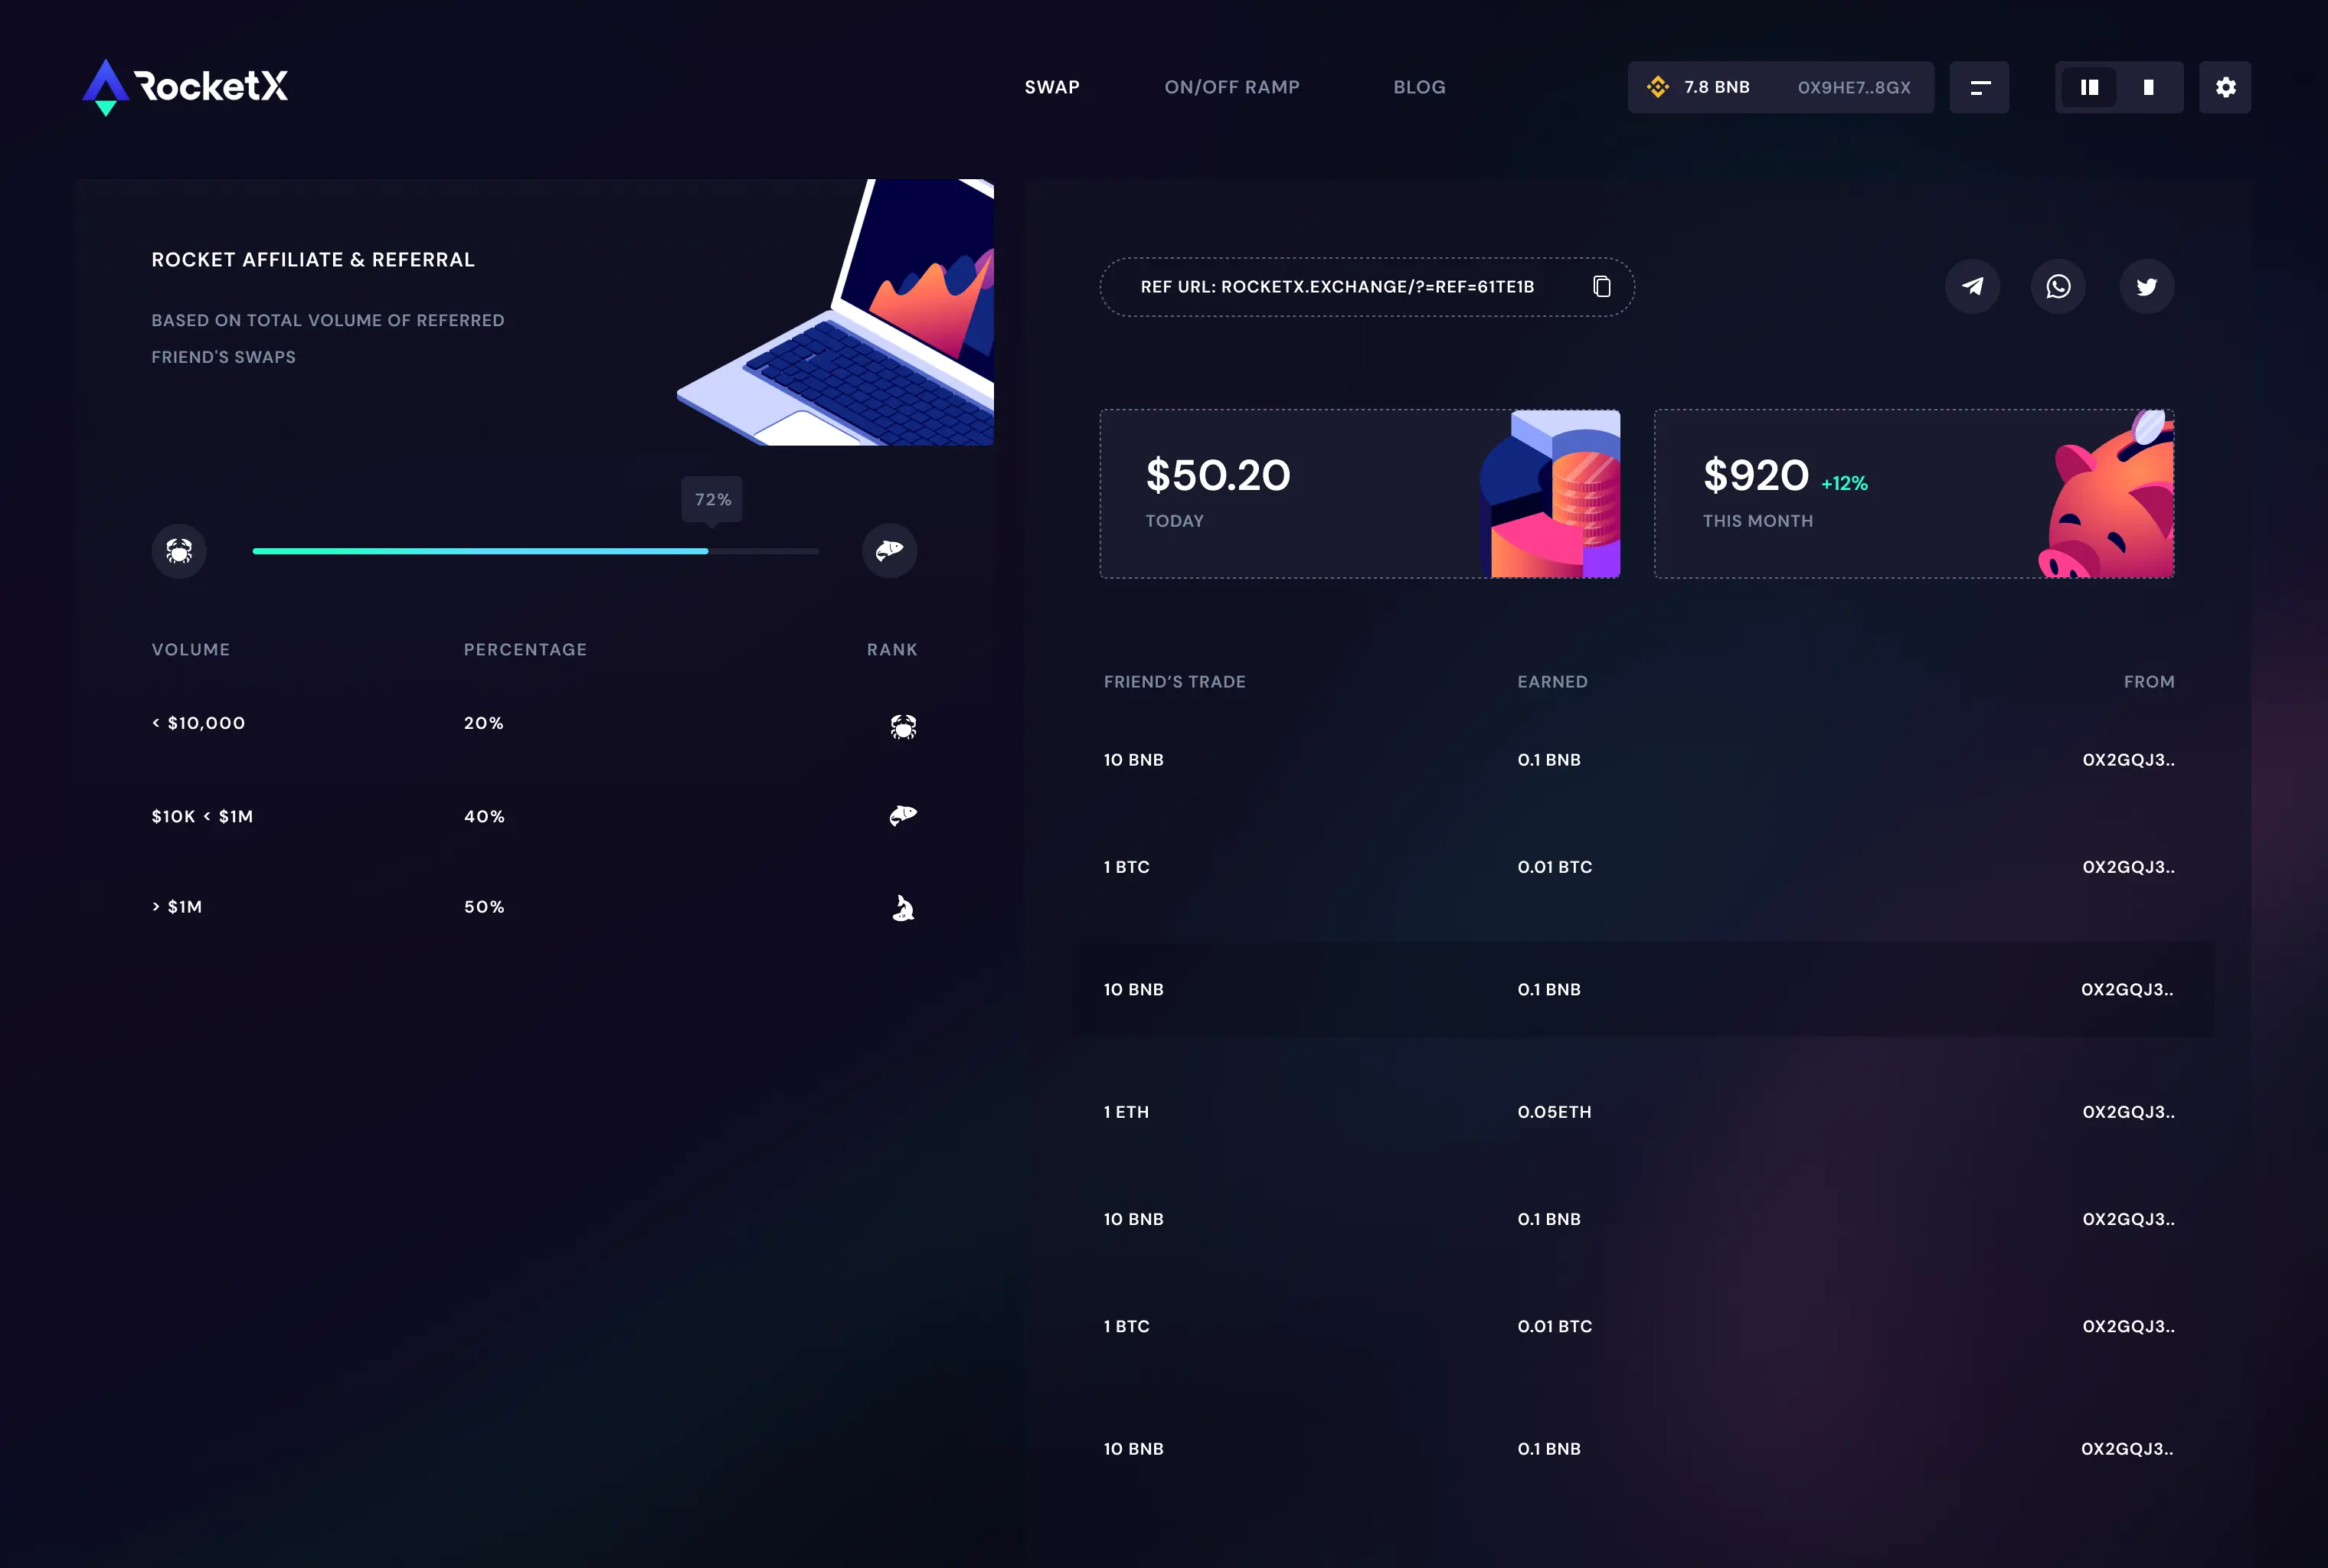 RocketX
SWAP
ON/OFF RAMP
BLOG
7.8 BNB
0X9HE7..8GX
ROCKET AFFILIATE & REFERRAL
BASED ON TOTAL VOLUME OF REFERRED
FRIEND'S SWAPS
72%
VOLUME PERCENTAGE RANK
< $10,000 20%
$10K < $1M 40%
> $1M 50%
REF URL: ROCKETX.EXCHANGE/?=REF=61TE1B
$50.20
TODAY
$920 +12%
THIS MONTH
FRIEND’S TRADE EARNED FROM
10 BNB 0.1 BNB 0X2GQJ3..
1 BTC 0.01 BTC 0X2GQJ3..
10 BNB 0.1 BNB 0X2GQJ3..
1 ETH 0.05ETH 0X2GQJ3..
10 BNB 0.1 BNB 0X2GQJ3..
1 BTC 0.01 BTC 0X2GQJ3..
10 BNB 0.1 BNB 0X2GQJ3..